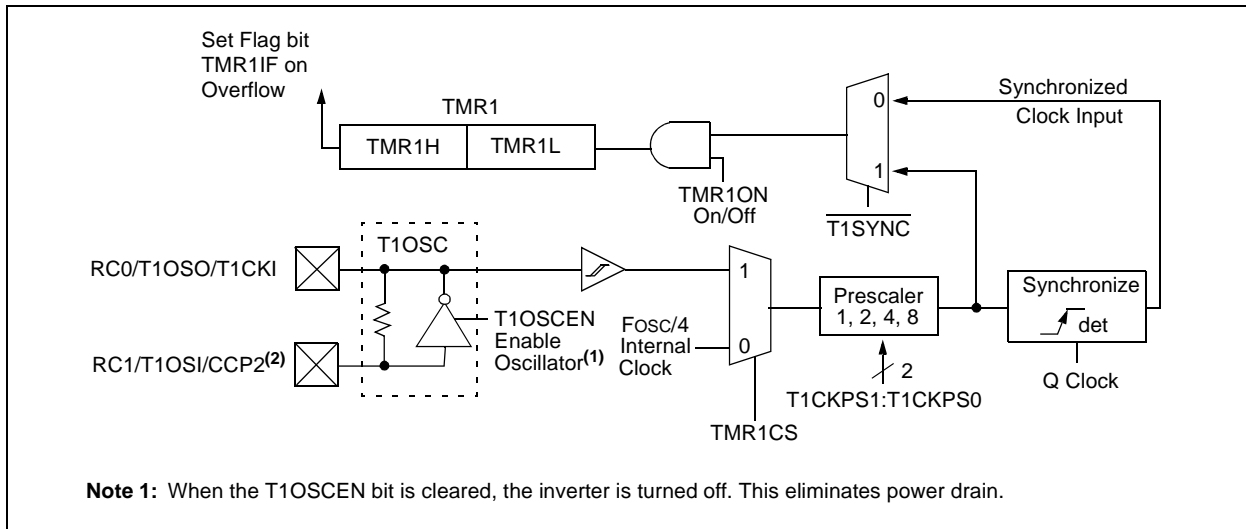 Set Flag bit
TMR1IF on
Overflow
TMR1
TMR1H
TMR1L
TMR1ON
On/Off
0
1
T1SYNC
Synchronized
Clock Input
RC0/T1OSO/T1CKI
T1OSC
RC1/T1OSI/CCP2(2)
T1OSCEN
Enable
Oscillator(1)
FOSC/4
Internal
Clock
1
0
TMR1CS
Prescaler
1, 2, 4, 8
2
T1CKPS1:T1CKPS0
Synchronize
det
Q Clock
Note 1: When the T1OSCEN bit is cleared, the inverter is turned off. This eliminates power drain.